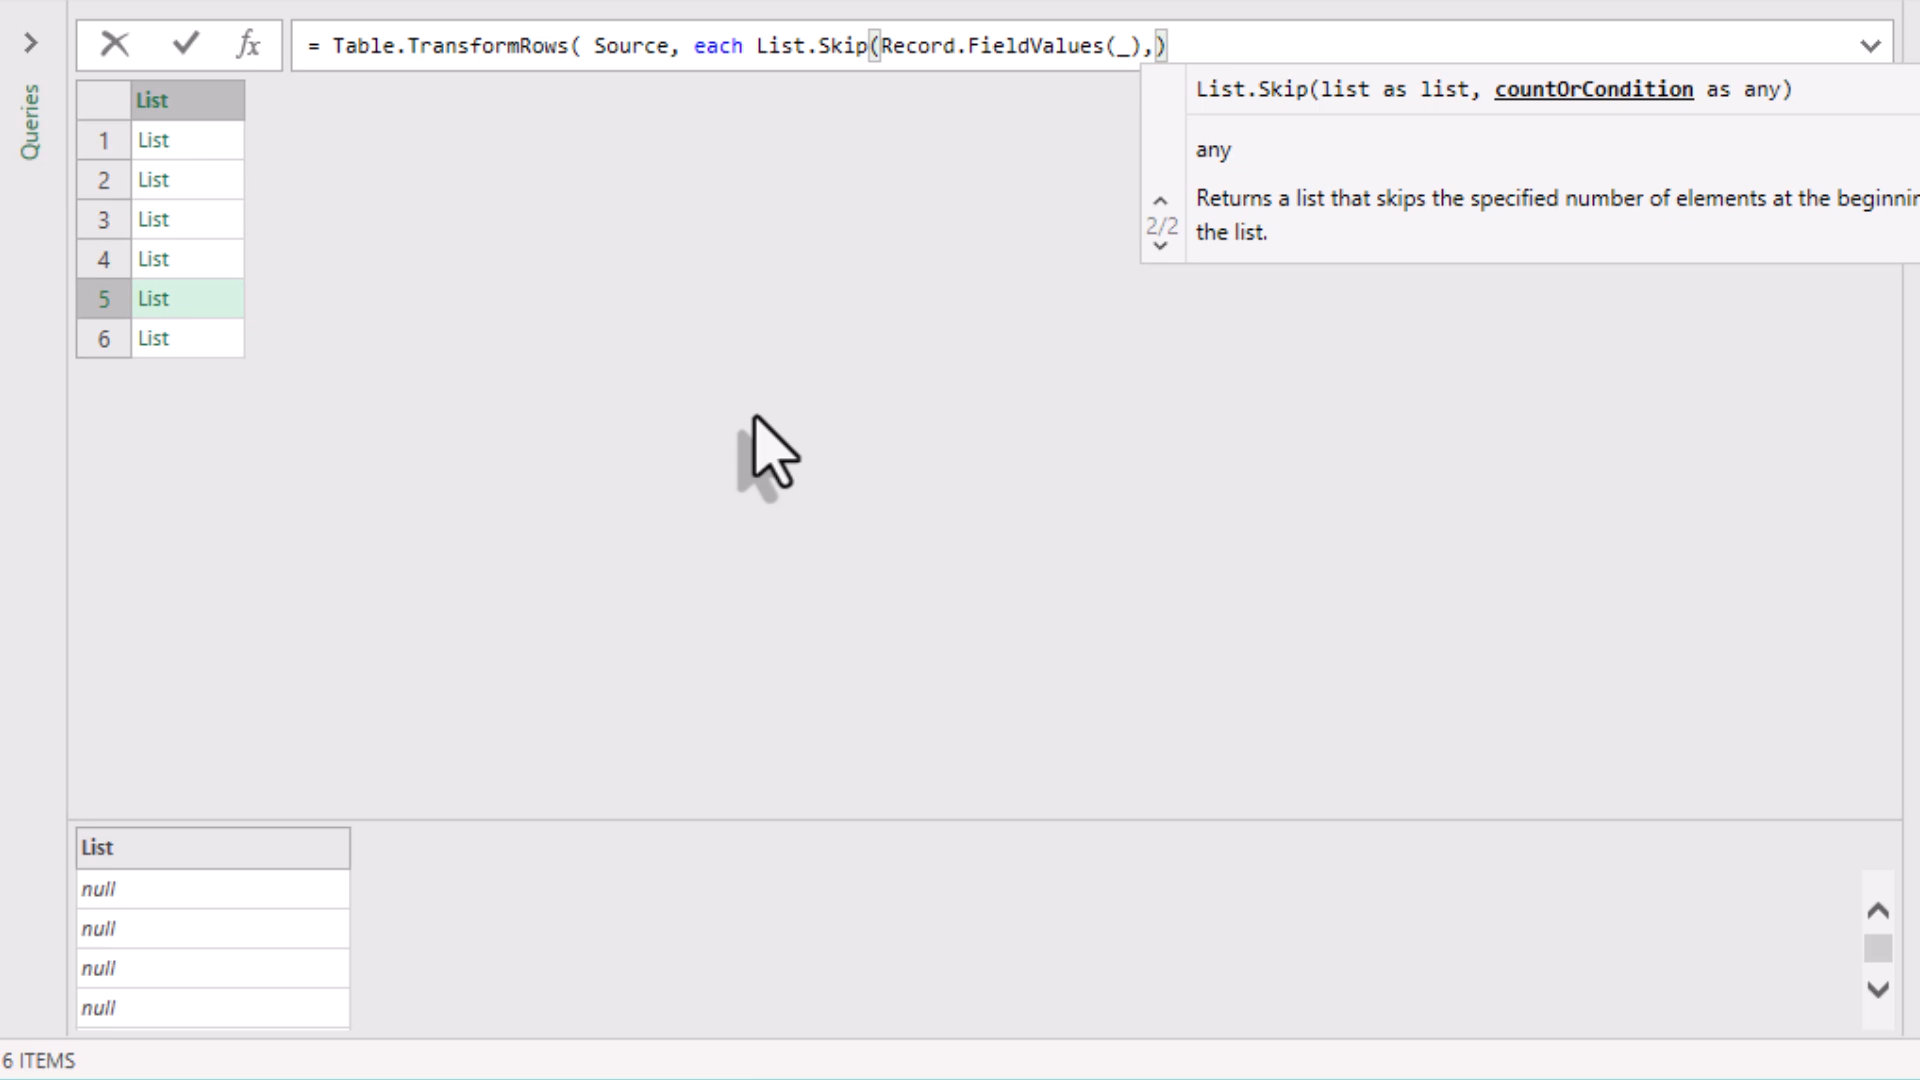 = Table.TransformRows( Source, each List.Skip(Record.FieldValues(_),)
Queries
List.Skip(list as list, countOrCondition as any)
any
Returns a list that skips the specified number of elements at the
the list.
2/2
List
1 List
2 List
3 List
4 List
5 List
6 List
List
null
null
null
null
6 ITEMS